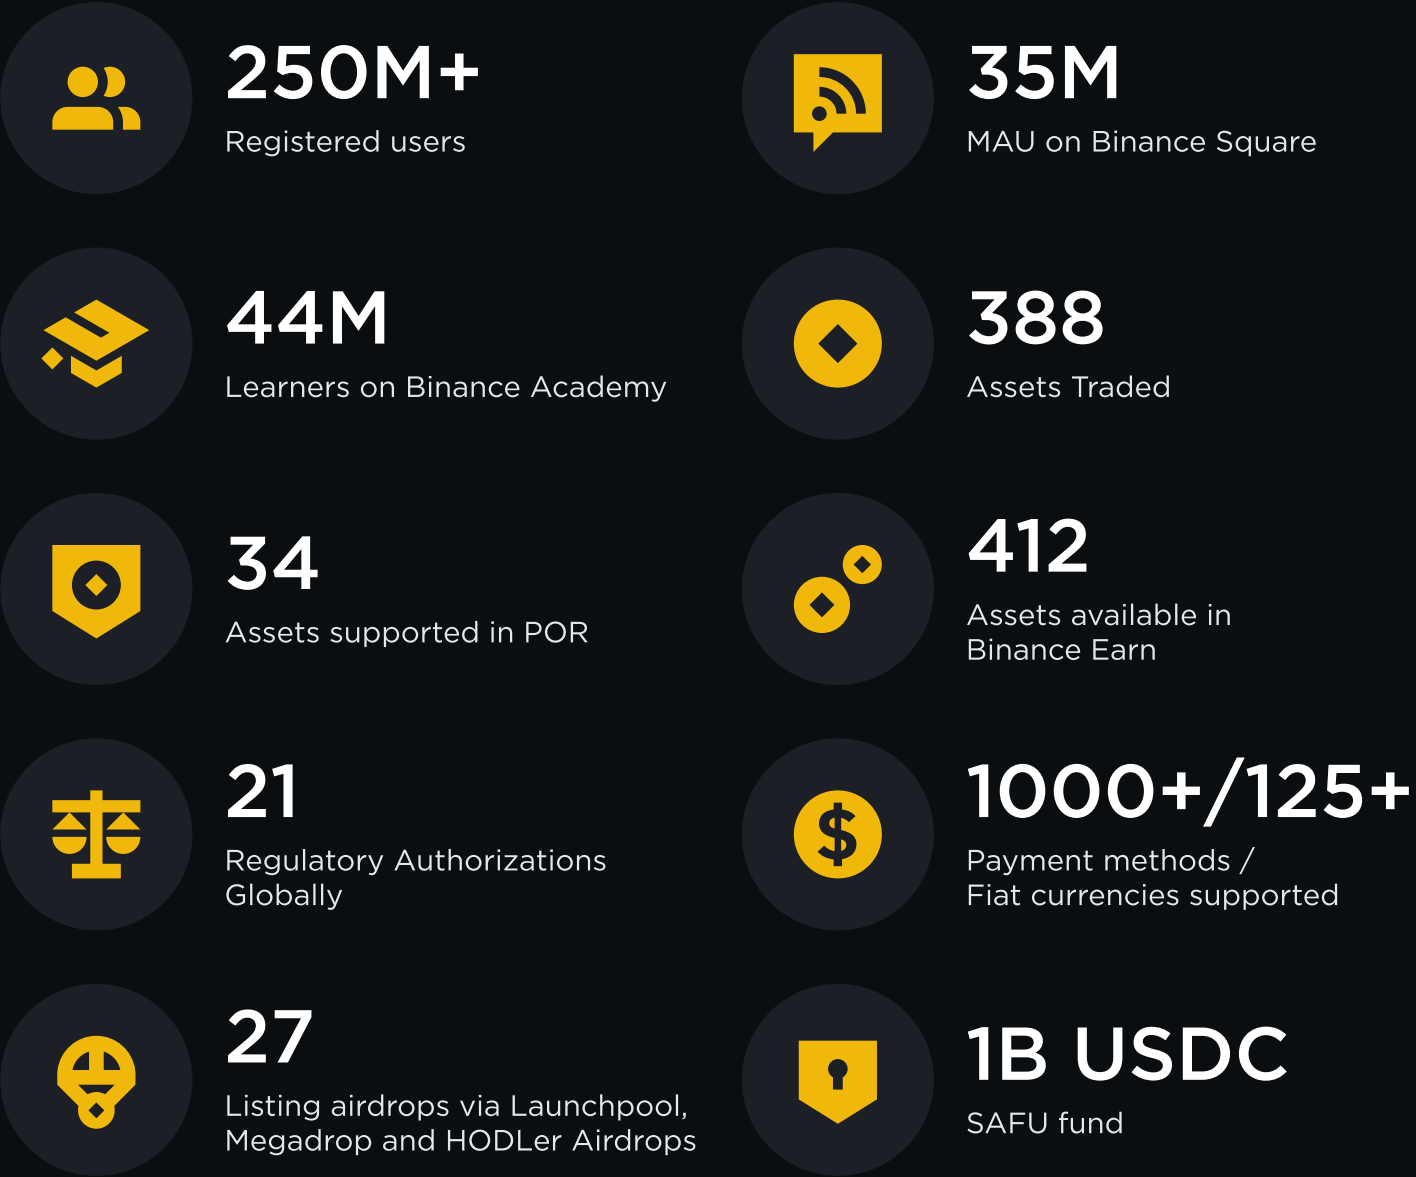 250M+
Registered users
35M
MAU on Binance Square
44M
Learners on Binance Academy
388
Assets Traded
34
Assets supported in POR
412
Assets available in
Binance Earn
21
Regulatory Authorizations
Globally
1000+/125+
Payment methods /
Fiat currencies supported
27
Listing airdrops via Launchpool,
Megadrop and HODLer Airdrops
1B USDC
SAFU fund